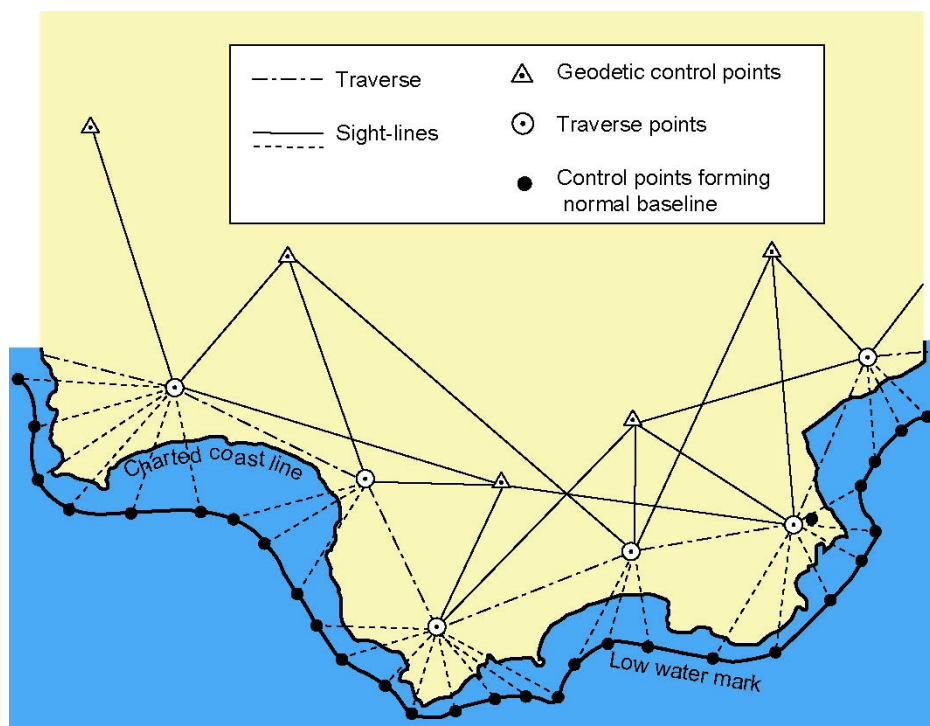 Traverse
Sight-lines
Geodetic control points
Traverse points
Control points forming
normal baseline
Charted coast line
Low water mark